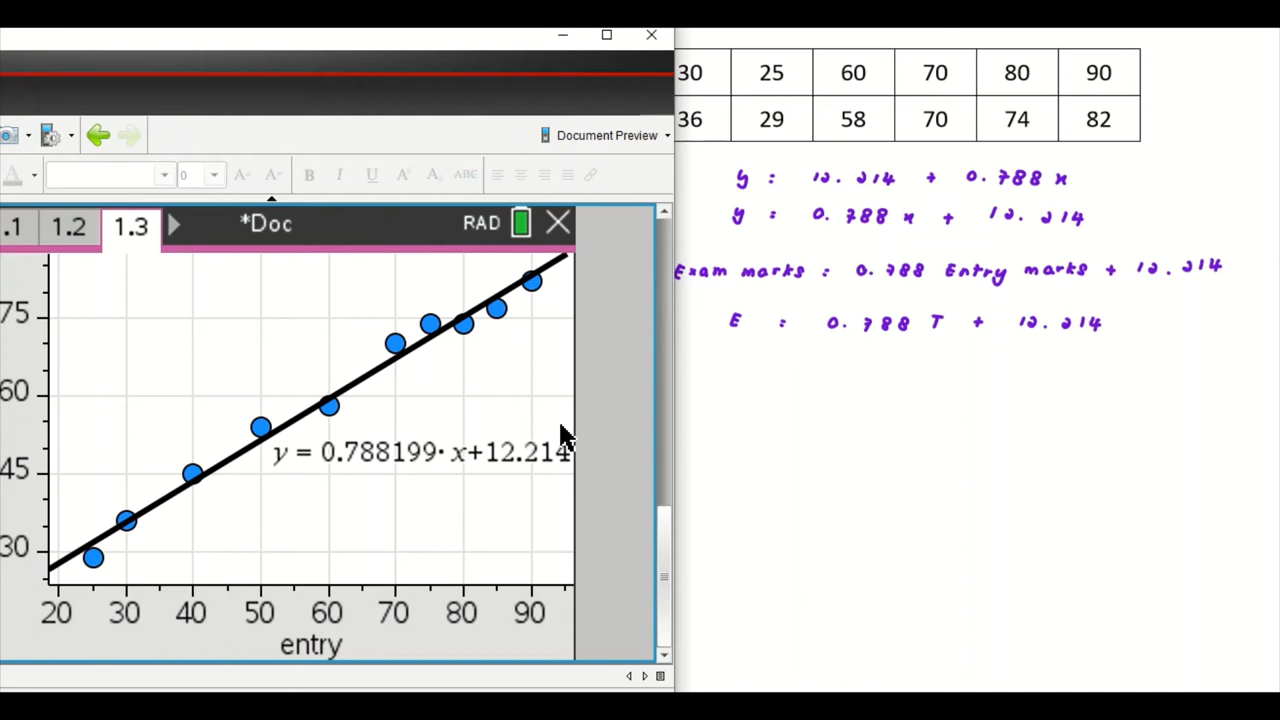 30 25 60 70 80 90
36 29 58 70 74 82
Document Preview
A 0 A A B I U A A ABC
.1 1.2 1.3 *Doc RAD
75
60
45
30
y = 0.788199· x+12.214
20 30 40 50 60 70 80 90
entry
y = 12.214 + 0.788 x
y = 0.788 x + 12.214
Exam marks = 0.788 Entry marks + 12.214
E = 0.788 T + 12.214